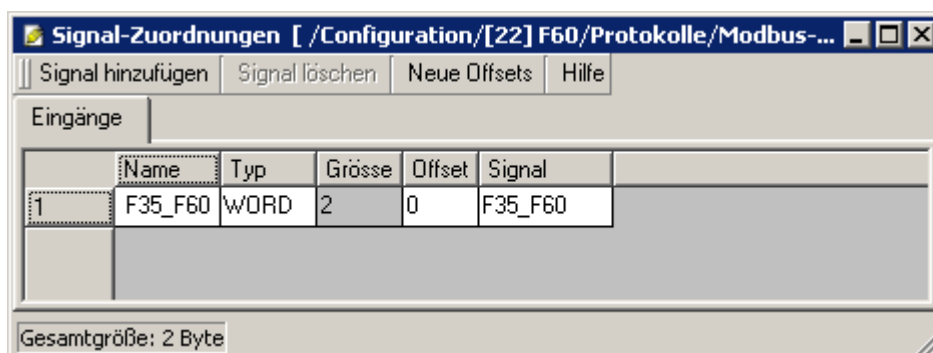 Signal-Zuordnungen [ /Configuration/[22] F60/Protokolle/Modbus-...
Signal hinzufügen Signal löschen Neue Offsets Hilfe
Eingänge
Name Typ Grösse Offset Signal
1 F35_F60 WORD 2 0 F35_F60
Gesamtgröße: 2 Byte